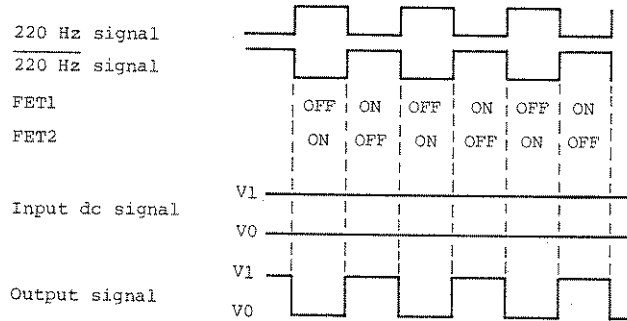 220 Hz signal
220 Hz signal
FET1 OFF ON OFF ON OFF ON
FET2 ON OFF ON OFF ON OFF
V1
Input dc signal
V0
V1
Output signal
V0